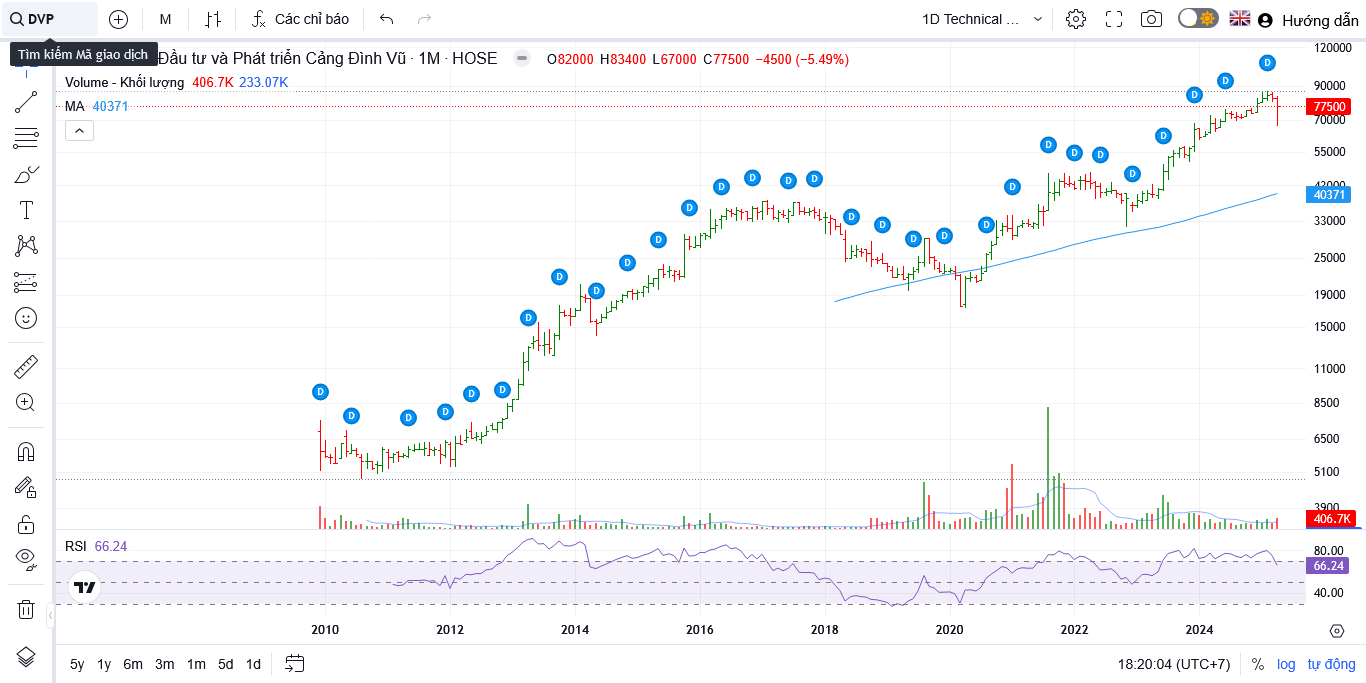 DVP
M
Các chỉ báo
1D Technical ...
Hướng dẫn
Tìm kiếm Mã giao dịch
Đầu tư và Phát triển Cảng Đình Vũ · 1M · HOSE
O82000 H83400 L67000 C77500 −4500 (−5.49%)
Volume - Khối lượng 406.7K 233.07K
MA 40371
120000
90000
77500
70000
55000
42000
40371
33000
25000
19000
15000
11000
8500
6500
5100
3900
406.7K
D D D D D D D D D D D D D D D D D D D D D D D D D D D D D D
RSI 66.24
80.00
66.24
40.00
2010 2012 2014 2016 2018 2020 2022 2024
5y 1y 6m 3m 1m 5d 1d
18:20:04 (UTC+7) % log tự động